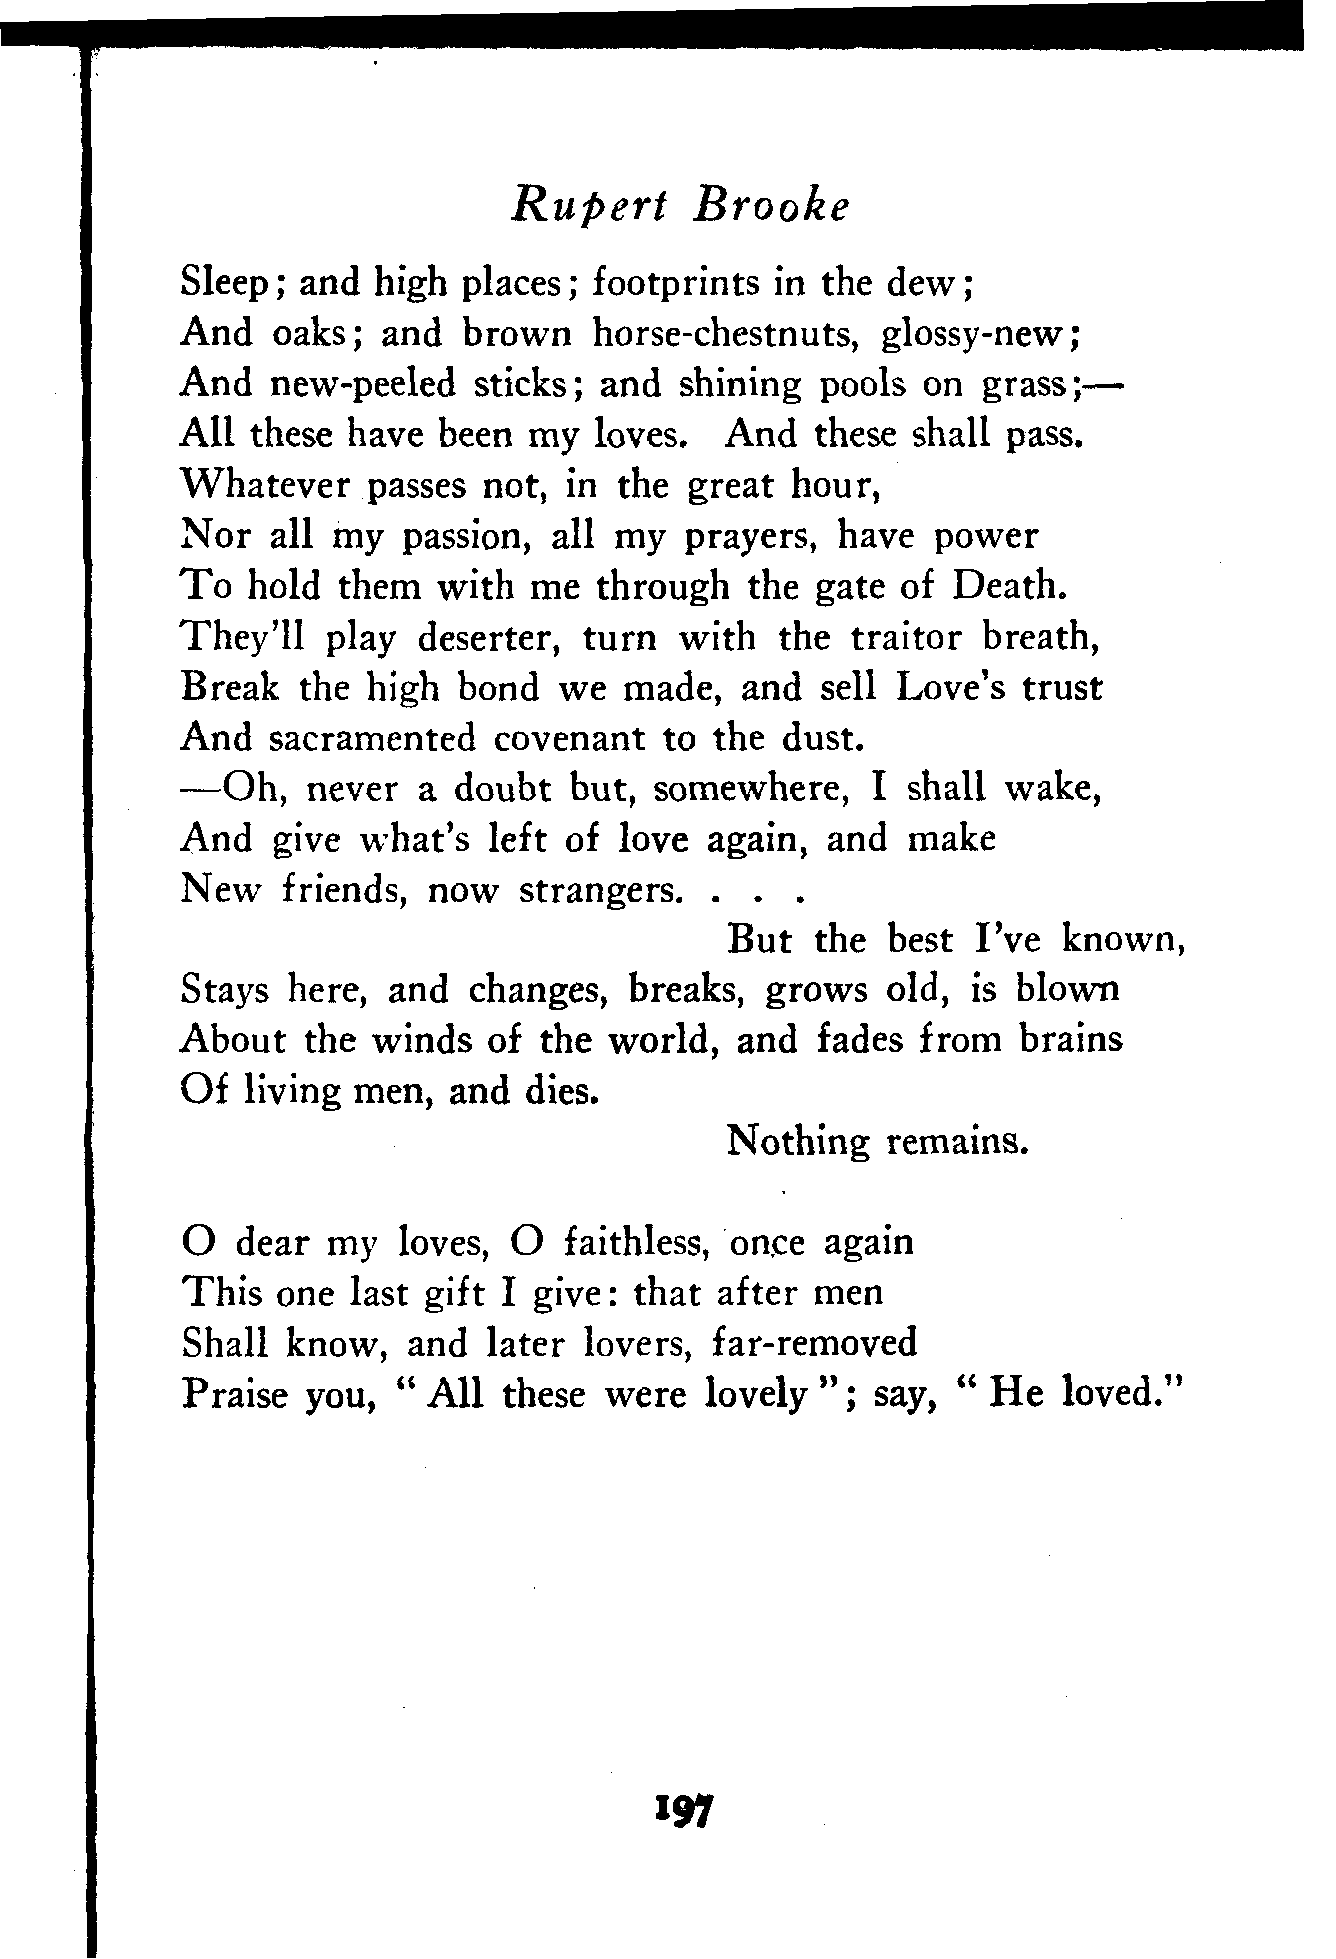 Rupert Brooke
Sleep; and high places; footprints in the dew;
And oaks; and brown horse-chestnuts, glossy-new;
And new-peeled sticks; and shining pools on grass;—
All these have been my loves. And these shall pass.
Whatever passes not, in the great hour,
Nor all my passion, all my prayers, have power
To hold them with me through the gate of Death.
They'll play deserter, turn with the traitor breath,
Break the high bond we made, and sell Love's trust
And sacramented covenant to the dust.
—Oh, never a doubt but, somewhere, I shall wake,
And give what's left of love again, and make
New friends, now strangers. . . .
But the best I've known,
Stays here, and changes, breaks, grows old, is blown
About the winds of the world, and fades from brains
Of living men, and dies.
Nothing remains.
O dear my loves, O faithless, once again
This one last gift I give: that after men
Shall know, and later lovers, far-removed
Praise you, “ All these were lovely ”; say, “ He loved.”
197